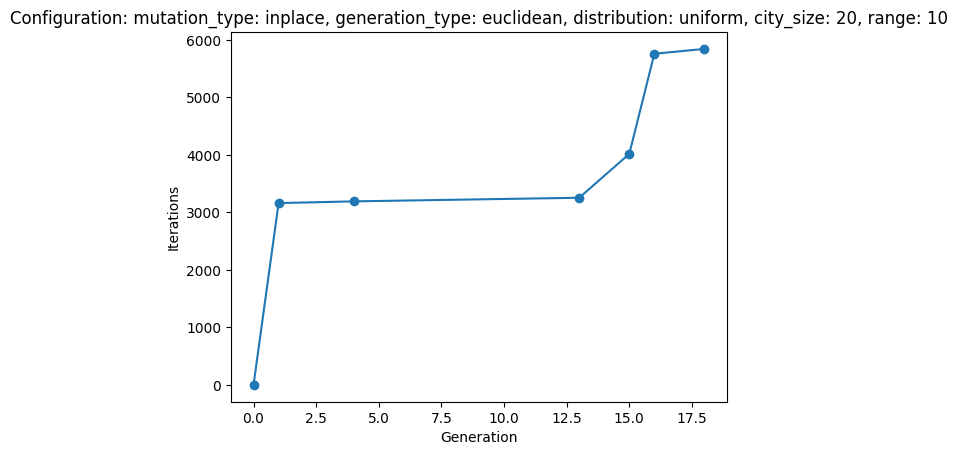 Configuration: mutation_type: inplace, generation_type: euclidean, distribution: uniform, city_size: 20, range: 10
6000
5000
4000
3000
2000
1000
0
Iterations
0.0 2.5 5.0 7.5 10.0 12.5 15.0 17.5
Generation